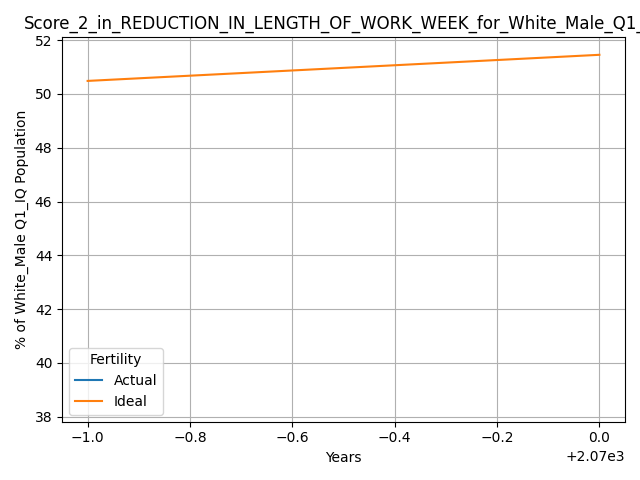 Score_2_in_REDUCTION_IN_LENGTH_OF_WORK_WEEK_for_White_Male_Q1_
% of White_Male Q1_IQ Population
52
50
48
46
44
42
40
38
Fertility
Actual
Ideal
−1.0 −0.8 −0.6 −0.4 −0.2 0.0
Years
+2.07e3